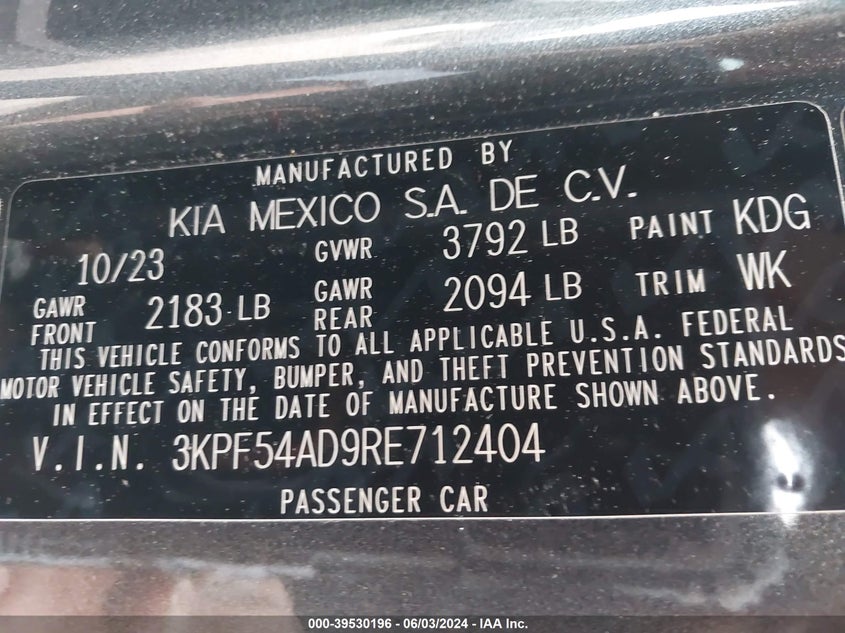 MANUFACTURED BY
KIA MEXICO S.A. DE C.V.
10/23 GVWR 3792 LB PAINT KDG
GAWR FRONT 2183 LB GAWR REAR 2094 LB TRIM WK
THIS VEHICLE CONFORMS TO ALL APPLICABLE U.S.A. FEDERAL
MOTOR VEHICLE SAFETY, BUMPER, AND THEFT PREVENTION STANDARDS
IN EFFECT ON THE DATE OF MANUFACTURE SHOWN ABOVE.
V.I.N. 3KPF54AD9RE712404
PASSENGER CAR
000-39530196 - 06/03/2024 - IAA Inc.